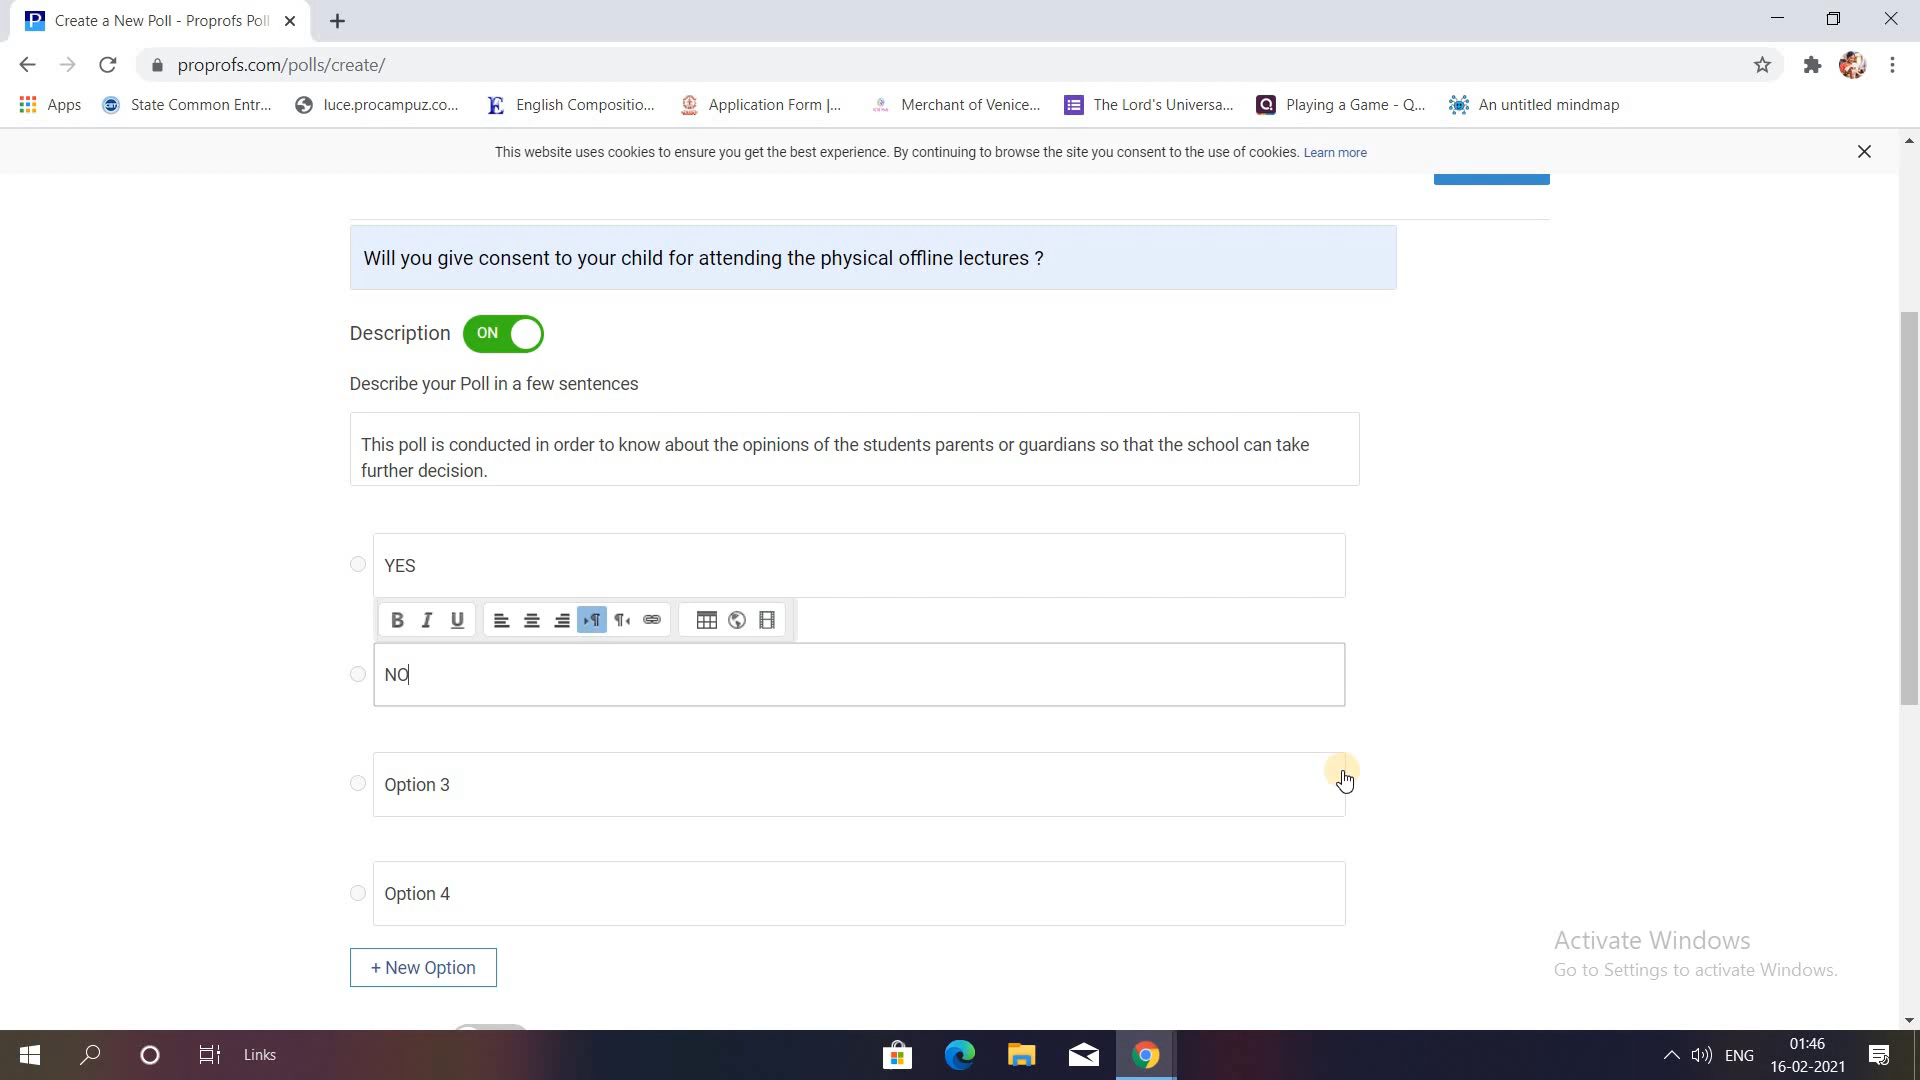 Create a New Poll - Proprofs Poll
proprofs.com/polls/create/
Apps
State Common Entr...
luce.procampuz.co...
English Compositio...
Application Form |...
Merchant of Venice...
The Lord's Universa...
Playing a Game - Q...
An untitled mindmap
This website uses cookies to ensure you get the best experience. By continuing to browse the site you consent to the use of cookies. Learn more
Will you give consent to your child for attending the physical offline lectures ?
Description ON
Describe your Poll in a few sentences
This poll is conducted in order to know about the opinions of the students parents or guardians so that the school can take
further decision.
YES
B I U
NO
Option 3
Option 4
+ New Option
Activate Windows
Go to Settings to activate Windows.
Links
ENG
01:46
16-02-2021